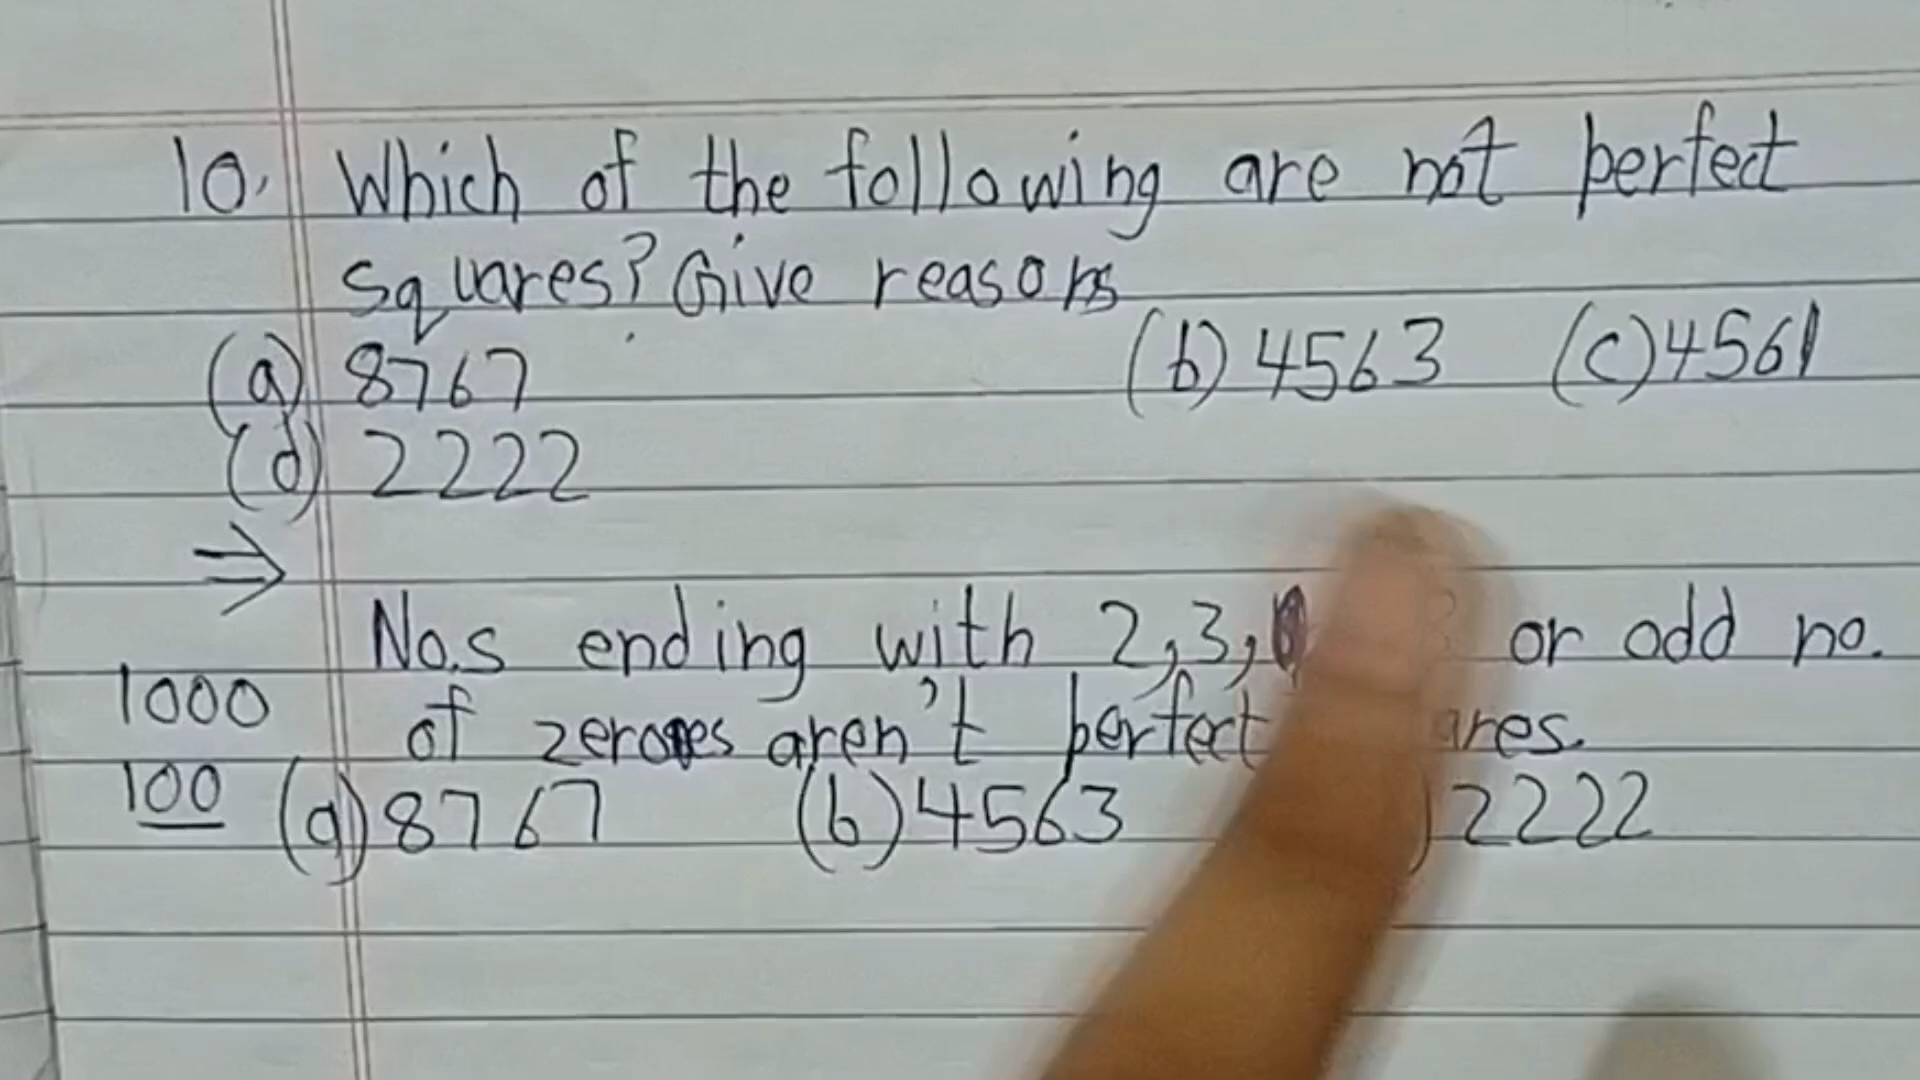 10. Which of the following are not perfect
squares? Give reasons
(a) 8767 (b) 4563 (c) 4561
(d) 2222
⇒
No.s ending with 2,3, or odd no.
1000 of zeroes aren't perfect
100 (a) 8767 (b) 4563 ) 2222